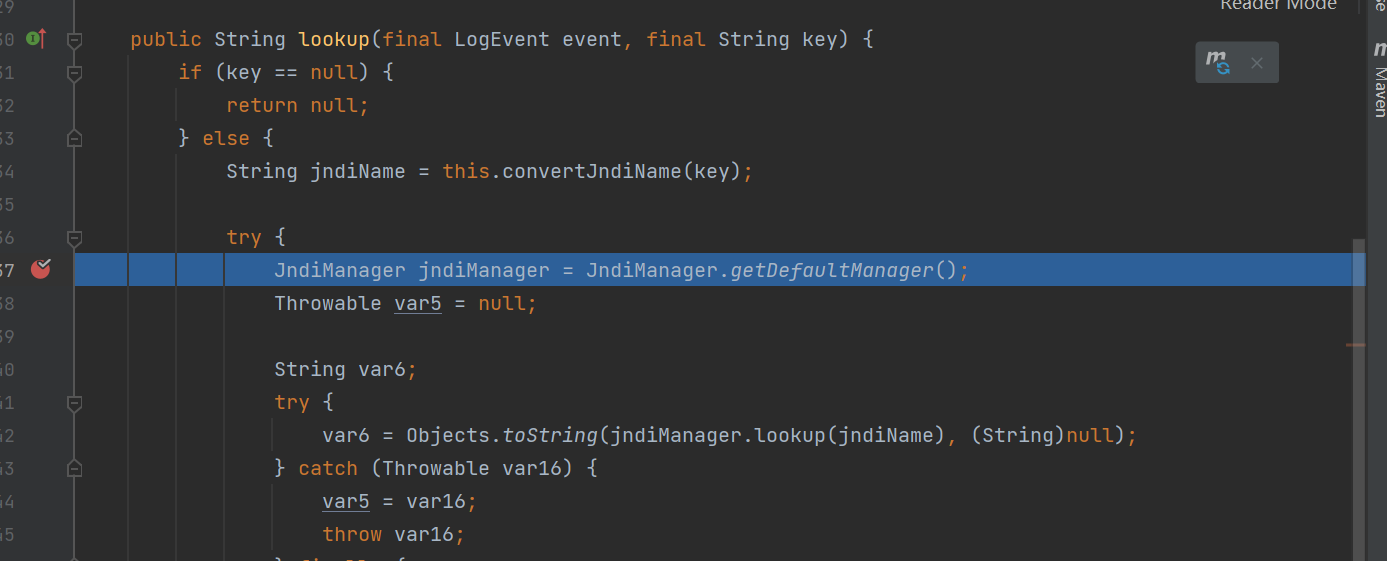 Reader Mode
29
30 public String lookup(final LogEvent event, final String key) {
31 if (key == null) {
32 return null;
33 } else {
34 String jndiName = this.convertJndiName(key);
35
36 try {
37 JndiManager jndiManager = JndiManager.getDefaultManager();
38 Throwable var5 = null;
39
40 String var6;
41 try {
42 var6 = Objects.toString(jndiManager.lookup(jndiName), (String)null);
43 } catch (Throwable var16) {
44 var5 = var16;
45 throw var16;
m
Maven